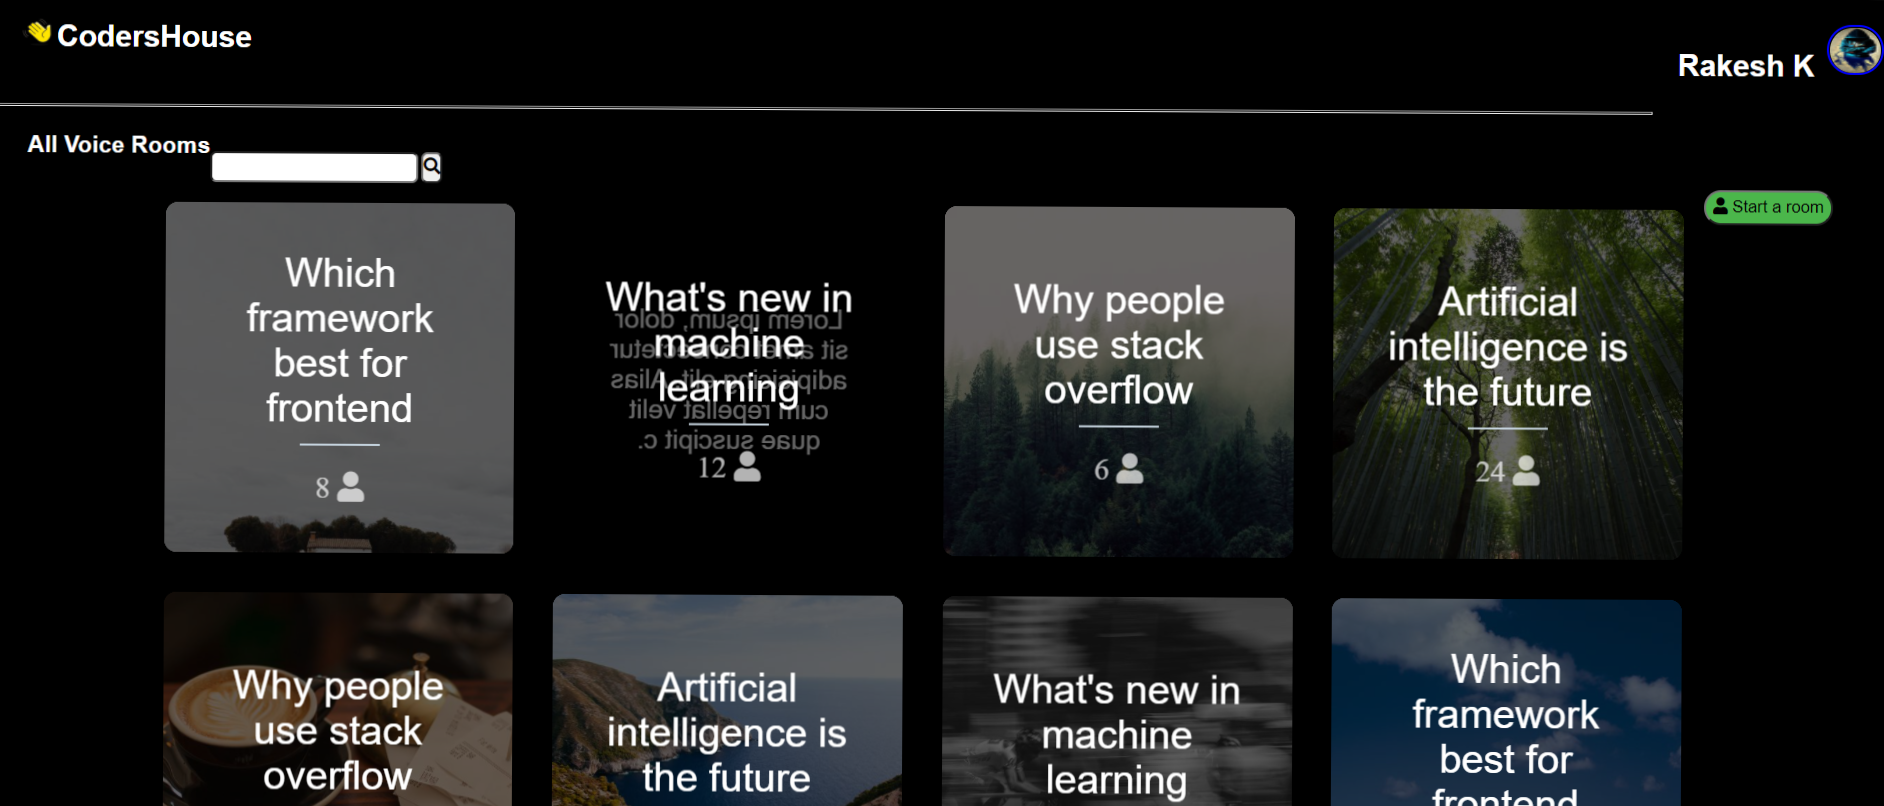 CodersHouse
Rakesh K
All Voice Rooms
Start a room
Which
framework
best for
frontend
8
What's new in
machine
learning
Lorem ipsum, dolor
sit amet consectetur
adipisicing elit. Alias
cum repellat velit
quae suscipit c.
12
Why people
use stack
overflow
6
Artificial
intelligence is
the future
24
Why people
use stack
overflow
Artificial
intelligence is
the future
What's new in
machine
learning
Which
framework
best for
frontend